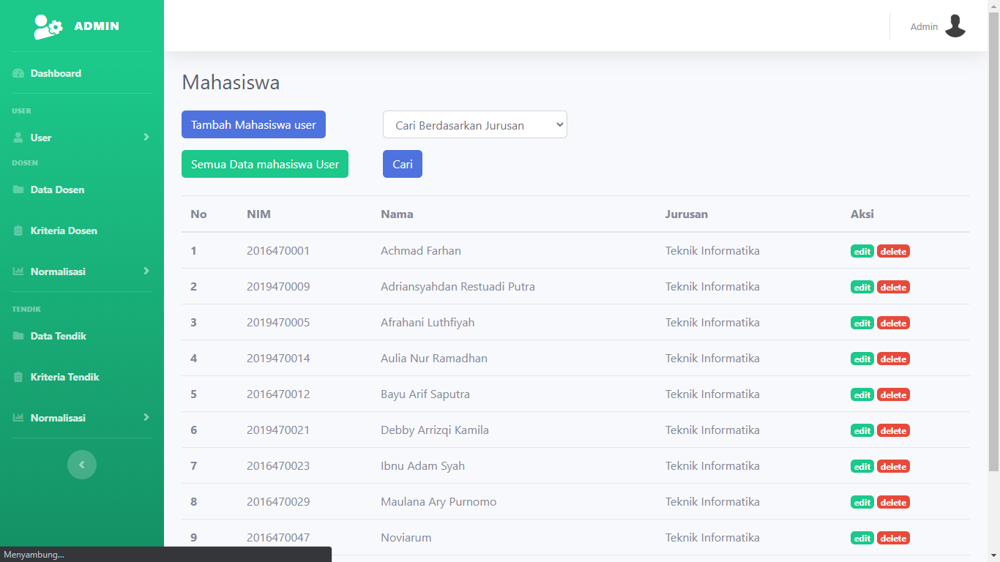 ADMIN
Admin
Dashboard
USER
User
DOSEN
Data Dosen
Kriteria Dosen
Normalisasi
TENDIK
Data Tendik
Kriteria Tendik
Normalisasi
Mahasiswa
Tambah Mahasiswa user
Cari Berdasarkan Jurusan
Semua Data mahasiswa User
Cari
No NIM Nama Jurusan Aksi
1 2016470001 Achmad Farhan Teknik Informatika edit delete
2 2019470009 Adriansyahdan Restuadi Putra Teknik Informatika edit delete
3 2019470005 Afrahani Luthfiyah Teknik Informatika edit delete
4 2019470014 Aulia Nur Ramadhan Teknik Informatika edit delete
5 2016470012 Bayu Arif Saputra Teknik Informatika edit delete
6 2019470021 Debby Arrizqi Kamila Teknik Informatika edit delete
7 2016470023 Ibnu Adam Syah Teknik Informatika edit delete
8 2016470029 Maulana Ary Purnomo Teknik Informatika edit delete
9 2016470047 Noviarum Teknik Informatika edit delete
Menyambung...